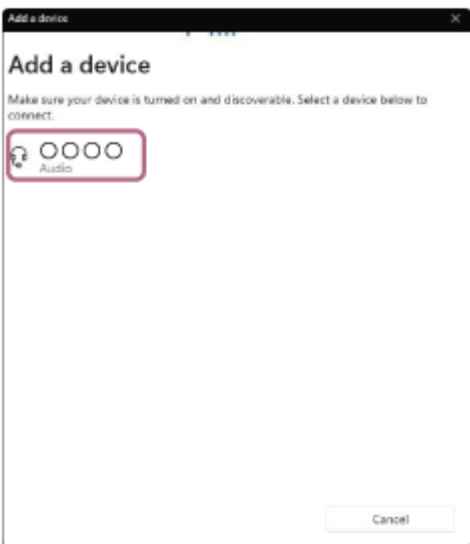 Add a device
Add a device
Make sure your device is turned on and discoverable. Select a device below to
connect.
○○○○
Audio
Cancel